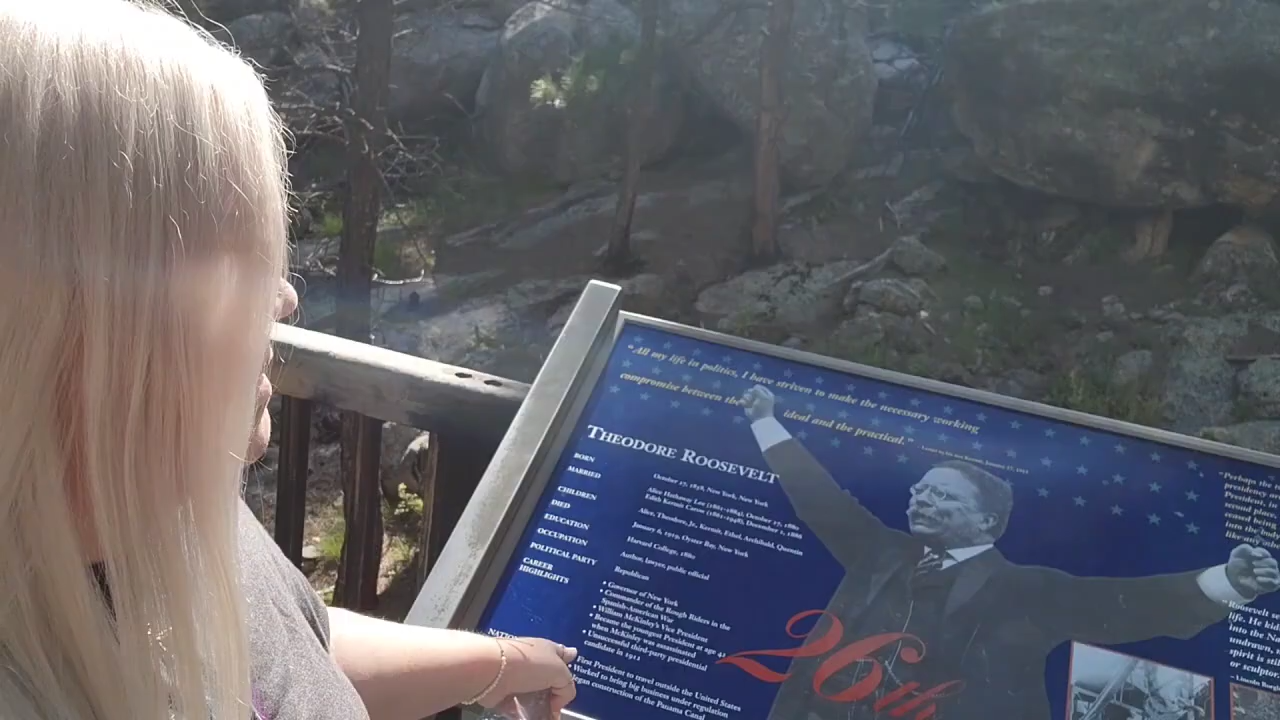 "All my life in politics, I have striven to make the necessary working
compromise between the ideal and the practical."
THEODORE ROOSEVELT
BORN October 27, 1858, New York, New York
MARRIED Alice Hathaway Lee (1861-1884), October 27, 1880
Edith Kermit Carow (1861-1948), December 2, 1886
CHILDREN Alice, Theodore, Jr., Kermit, Ethel, Archibald, Quentin
DIED January 6, 1919, Oyster Bay, New York
EDUCATION Harvard College, 1880
OCCUPATION Author, lawyer, public official
POLITICAL PARTY Republican
CAREER
HIGHLIGHTS
• Governor of New York
• Commander of the Rough Riders in the
Spanish-American War
• William McKinley's Vice President
• Became the youngest President at age 42
when McKinley was assassinated
• Unsuccessful third-party presidential
candidate in 1912
First President to travel outside the United States
Worked to bring big business under regulation
Began construction of the Panama Canal
26th
"Perhaps the
presidency
President, in
second place,
ceased being
into the body
like any
Roosevelt
life. He
into the
undrawn,
spirit is
or sculptor.
~ Lincoln